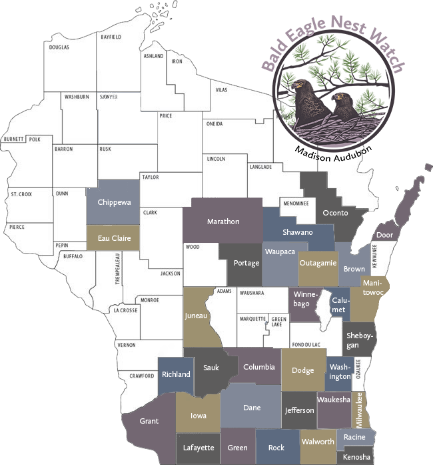 Bald Eagle Nest Watch
Madison Audubon
BAYFIELD
DOUGLAS
ASHLAND
IRON
VILAS
WASHBURN
SAWYER
PRICE
ONEIDA
BURNETT
POLK
BARRON
RUSK
LINCOLN
LANGLADE
TAYLOR
ST. CROIX
DUNN
Chippewa
CLARK
Marathon
MENOMINEE
Oconto
Shawano
Door
PIERCE
PEPIN
Eau Claire
BUFFALO
TREMPEALEAU
JACKSON
WOOD
Portage
Waupaca
Outagamie
Brown
KEWAUNEE
LA CROSSE
MONROE
Juneau
ADAMS
WAUSHARA
Winne-
bago
Calu-
met
Mani-
towoc
MARQUETTE
GREEN
LAKE
FOND DU LAC
Sheboy-
gan
VERNON
CRAWFORD
Richland
Sauk
Columbia
Dodge
Wash-
ington
OZAUKEE
Grant
Iowa
Dane
Jefferson
Waukesha
Milwaukee
Lafayette
Green
Rock
Walworth
Racine
Kenosha